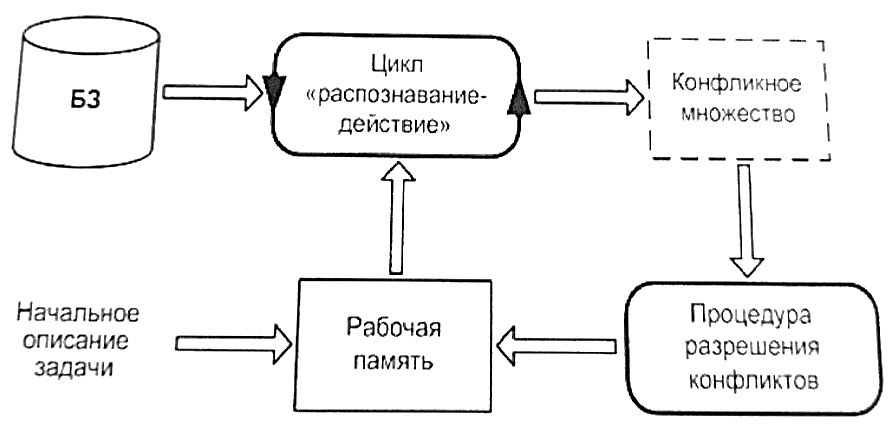 БЗ
Цикл
«распознавание-
действие»
Конфликное
множество
Начальное
описание
задачи
Рабочая
память
Процедура
разрешения
конфликтов